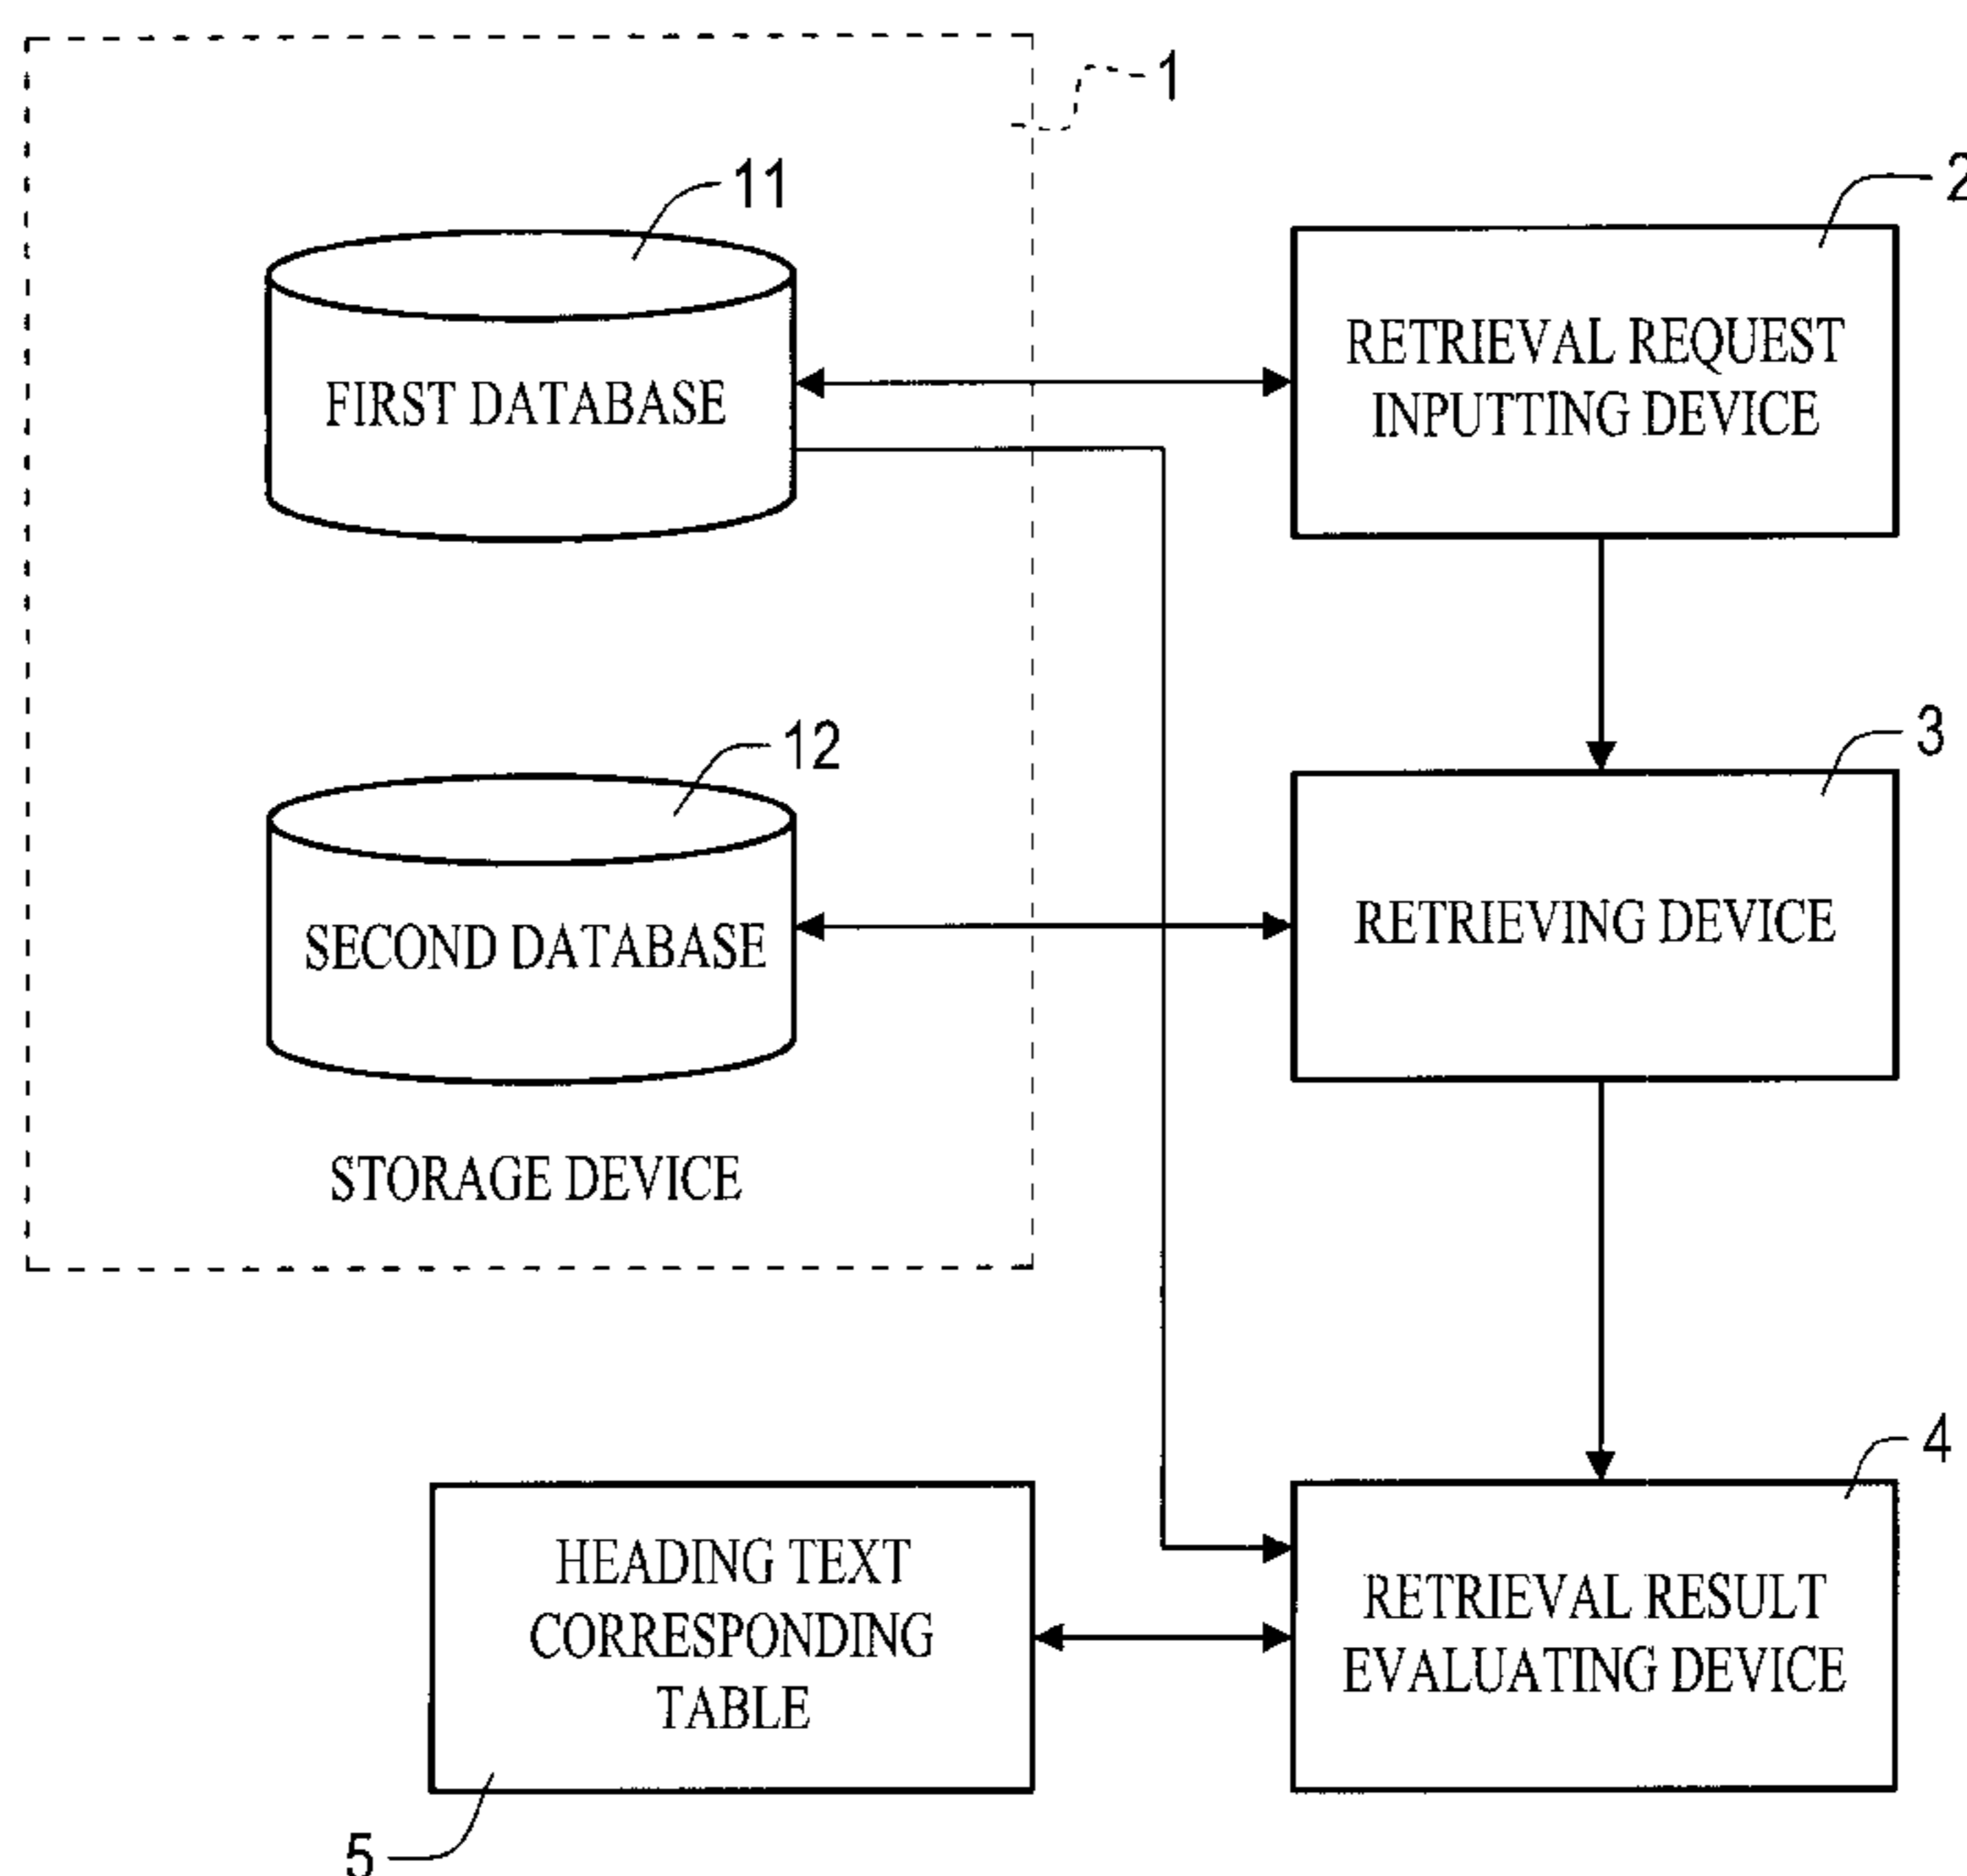 1
11
2
FIRST DATABASE
RETRIEVAL REQUEST
INPUTTING DEVICE
12
3
SECOND DATABASE
RETRIEVING DEVICE
STORAGE DEVICE
4
HEADING TEXT
CORRESPONDING
TABLE
RETRIEVAL RESULT
EVALUATING DEVICE
5